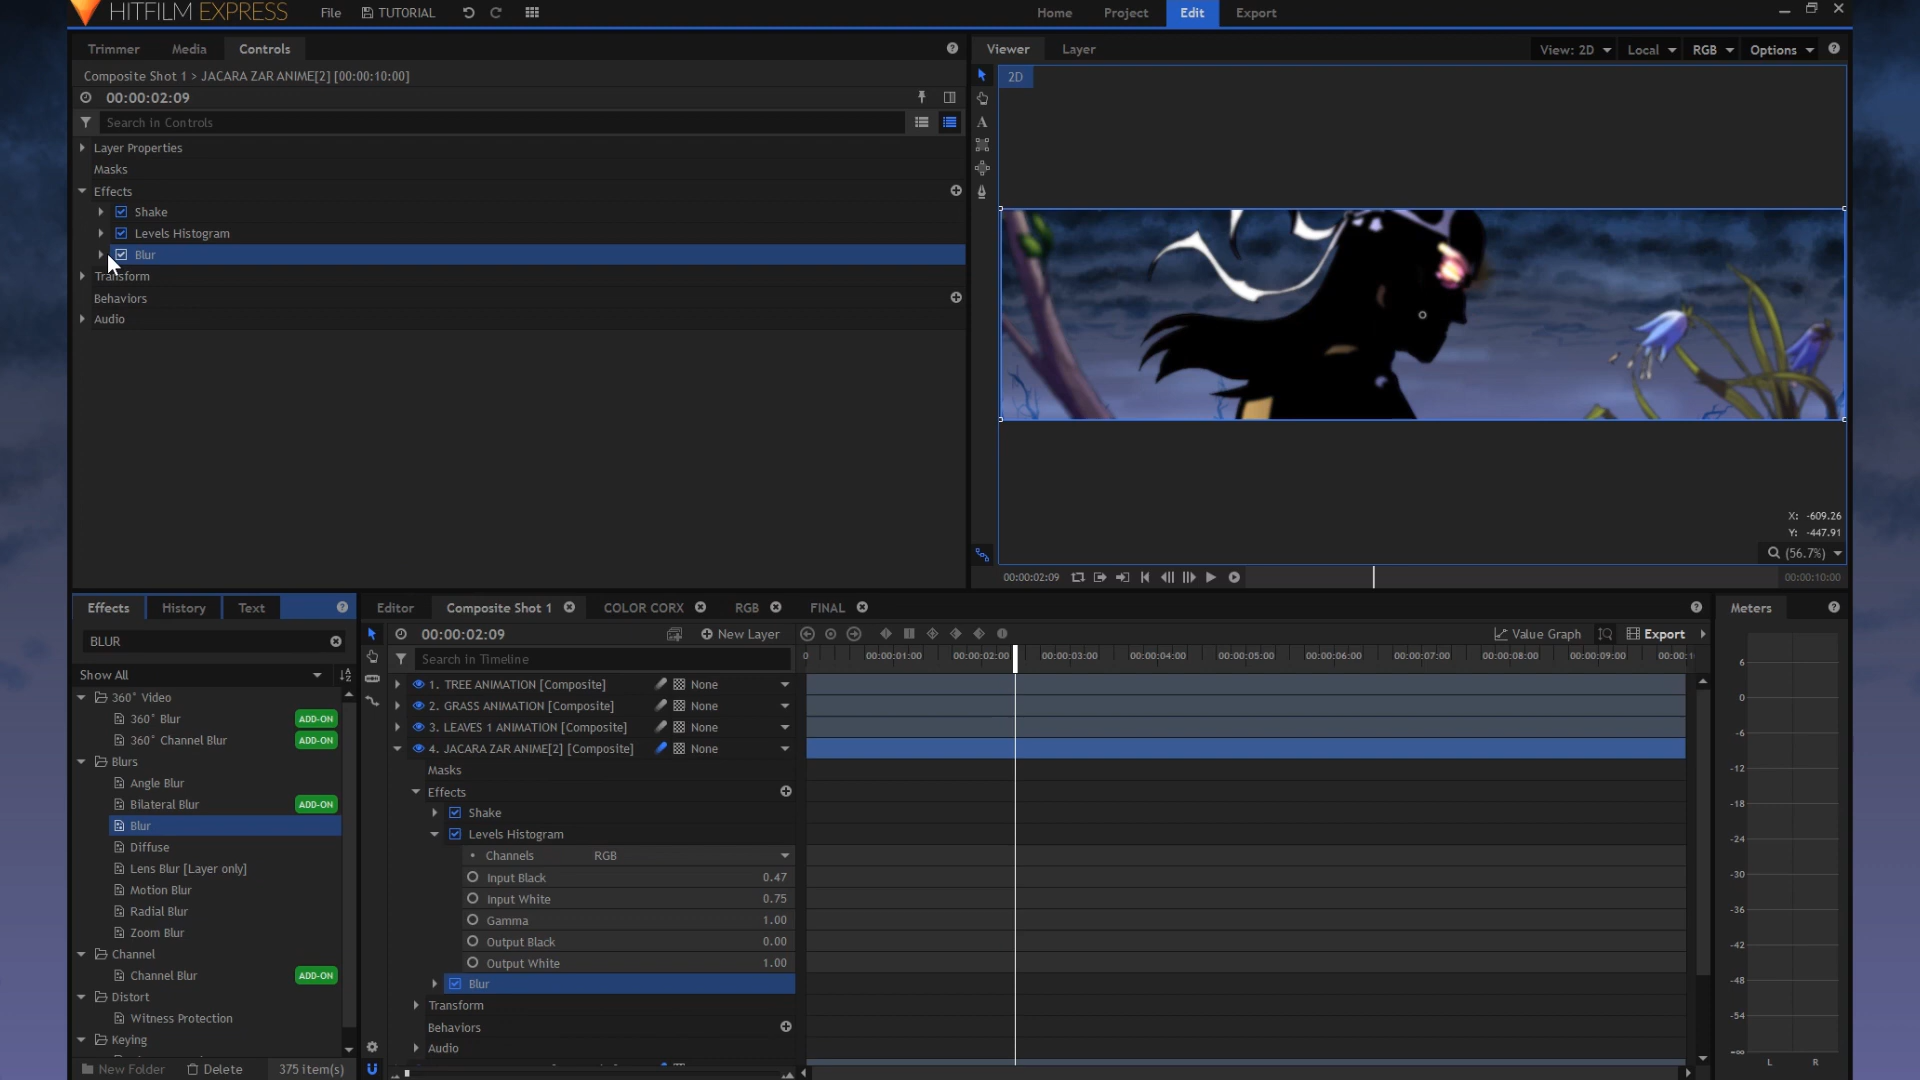 HITFILM EXPRESS File TUTORIAL Home Project Edit Export
Trimmer Media Controls
Composite Shot 1 > JACARA ZAR ANIME[2] [00:00:10:00]
00:00:02:09
Search in Controls
Layer Properties
Masks
Effects
Shake
Levels Histogram
Blur
Transform
Behaviors
Audio
Viewer Layer View: 2D Local RGB Options
2D
X: -609.26
Y: -447.91
(56.7%)
00:00:02:09 00:00:10:00
Effects History Text
BLUR
Show All
360° Video
360° Blur ADD-ON
360° Channel Blur ADD-ON
Blurs
Angle Blur
Bilateral Blur ADD-ON
Blur
Diffuse
Lens Blur [Layer only]
Motion Blur
Radial Blur
Zoom Blur
Channel
Channel Blur ADD-ON
Distort
Witness Protection
Keying
New Folder Delete 375 item(s)
Editor Composite Shot 1 COLOR CORX RGB FINAL
00:00:02:09 New Layer Value Graph Export
Search in Timeline
0 00:00:01:00 00:00:02:00 00:00:03:00 00:00:04:00 00:00:05:00 00:00:06:00 00:00:07:00 00:00:08:00 00:00:09:00 00:00:1
1. TREE ANIMATION [Composite] None
2. GRASS ANIMATION [Composite] None
3. LEAVES 1 ANIMATION [Composite] None
4. JACARA ZAR ANIME[2] [Composite] None
Masks
Effects
Shake
Levels Histogram
Channels RGB
Input Black 0.47
Input White 0.75
Gamma 1.00
Output Black 0.00
Output White 1.00
Blur
Transform
Behaviors
Audio
Meters
6
0
-6
-12
-18
-24
-30
-36
-42
-48
-54
-∞
L R